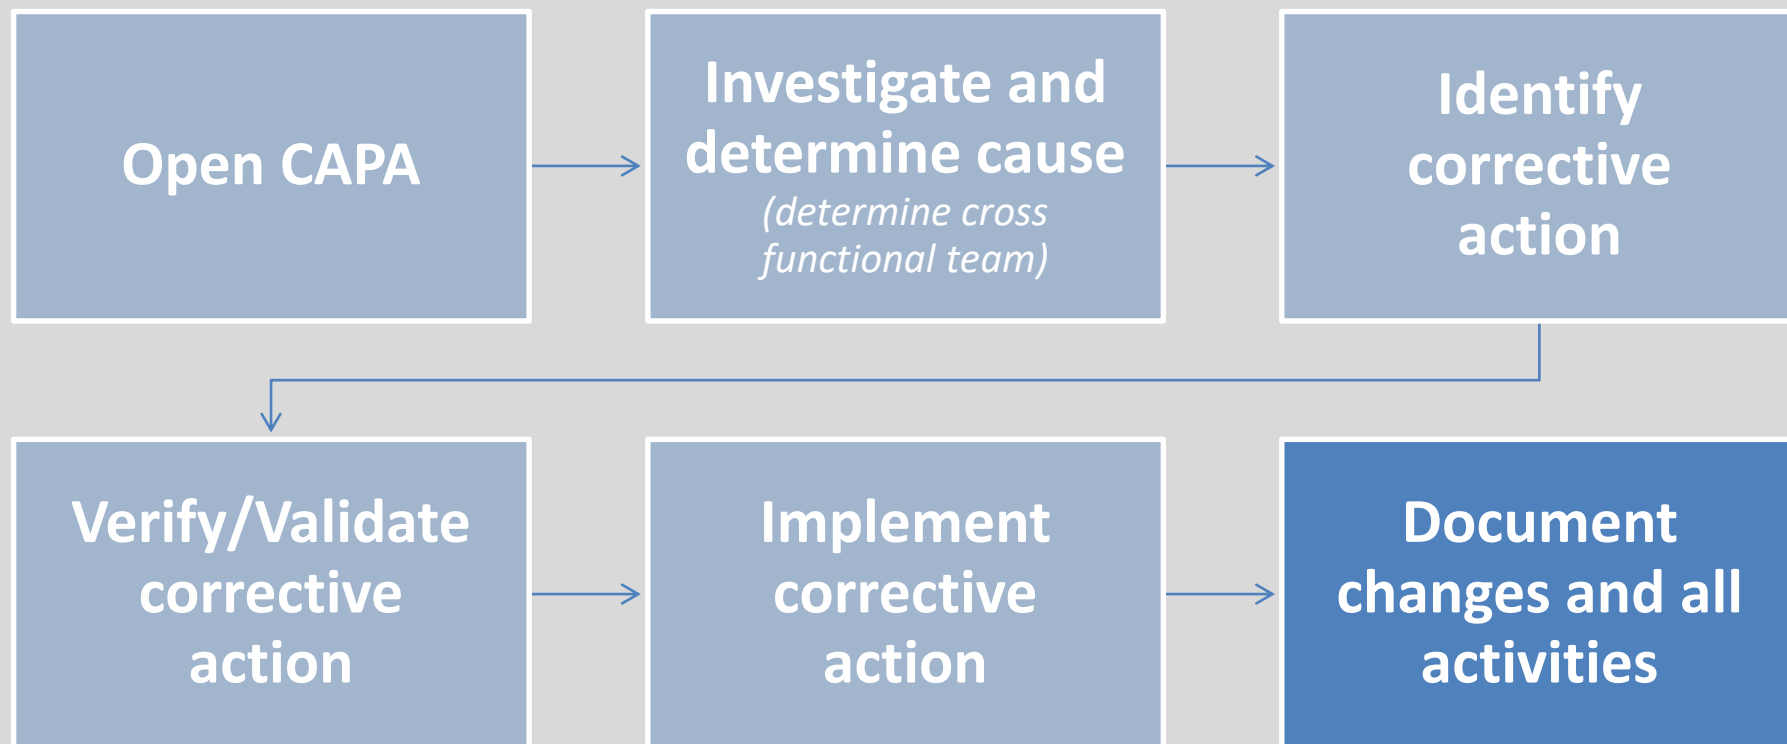 Open CAPA
Investigate and
determine cause
(determine cross
functional team)
Identify
corrective
action
Verify/Validate
corrective
action
Implement
corrective
action
Document
changes and all
activities